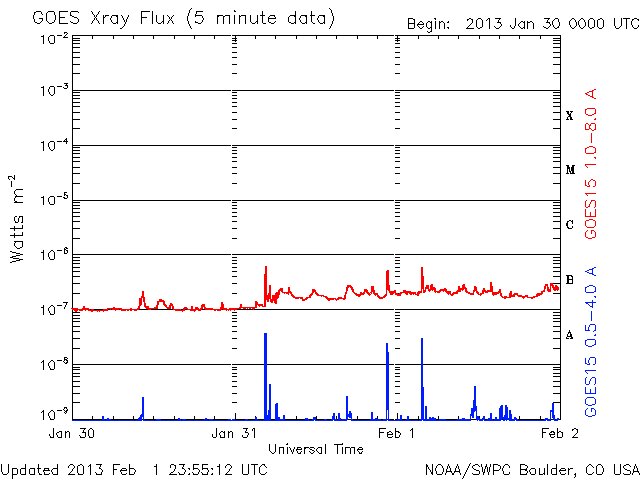 GOES Xray Flux (5 minute data)
Begin: 2013 Jan 30 0000 UTC
10⁻²
10⁻³
10⁻⁴
10⁻⁵
10⁻⁶
10⁻⁷
10⁻⁸
10⁻⁹
Watts m⁻²
X
M
C
B
A
GOES15 1.0-8.0 A
GOES15 0.5-4.0 A
Jan 30
Jan 31
Feb 1
Feb 2
Universal Time
Updated 2013 Feb 1 23:55:12 UTC
NOAA/SWPC Boulder, CO USA